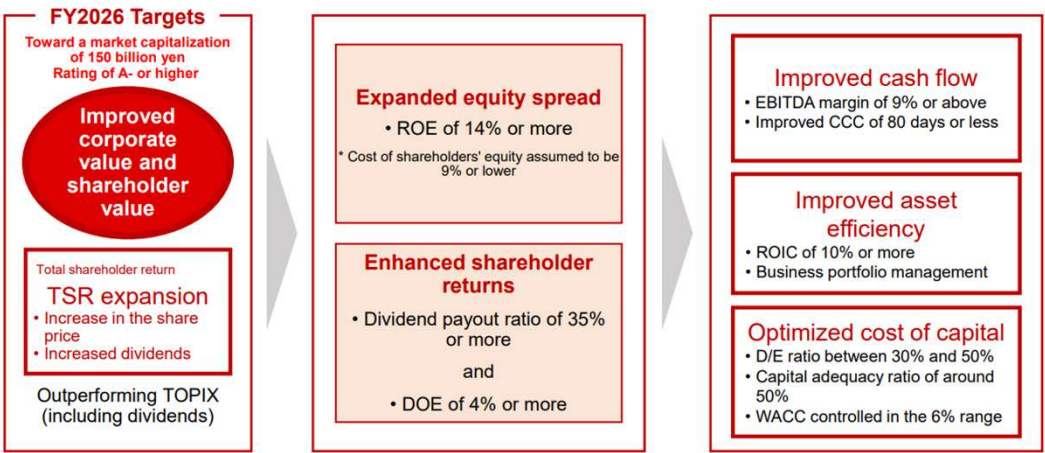 FY2026 Targets
Toward a market capitalization
of 150 billion yen
Rating of A- or higher
Improved
corporate
value and
shareholder
value
Total shareholder return
TSR expansion
• Increase in the share
price
• Increased dividends
Outperforming TOPIX
(including dividends)
Expanded equity spread
• ROE of 14% or more
* Cost of shareholders' equity assumed to be
9% or lower
Enhanced shareholder
returns
• Dividend payout ratio of 35%
or more
and
• DOE of 4% or more
Improved cash flow
• EBITDA margin of 9% or above
• Improved CCC of 80 days or less
Improved asset
efficiency
• ROIC of 10% or more
• Business portfolio management
Optimized cost of capital
• D/E ratio between 30% and 50%
• Capital adequacy ratio of around
50%
• WACC controlled in the 6% range